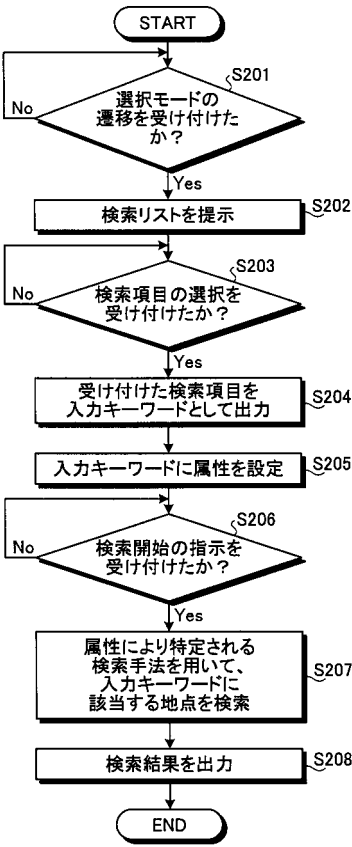 START
S201
選択モードの
遷移を受け付けた
か？
No
Yes
検索リストを提示
S202
S203
検索項目の選択を
受け付けたか？
No
Yes
受け付けた検索項目を
入力キーワードとして出力
S204
入力キーワードに属性を設定
S205
S206
検索開始の指示を
受け付けたか？
No
Yes
属性により特定される
検索手法を用いて、
入力キーワードに
該当する地点を検索
S207
検索結果を出力
S208
END